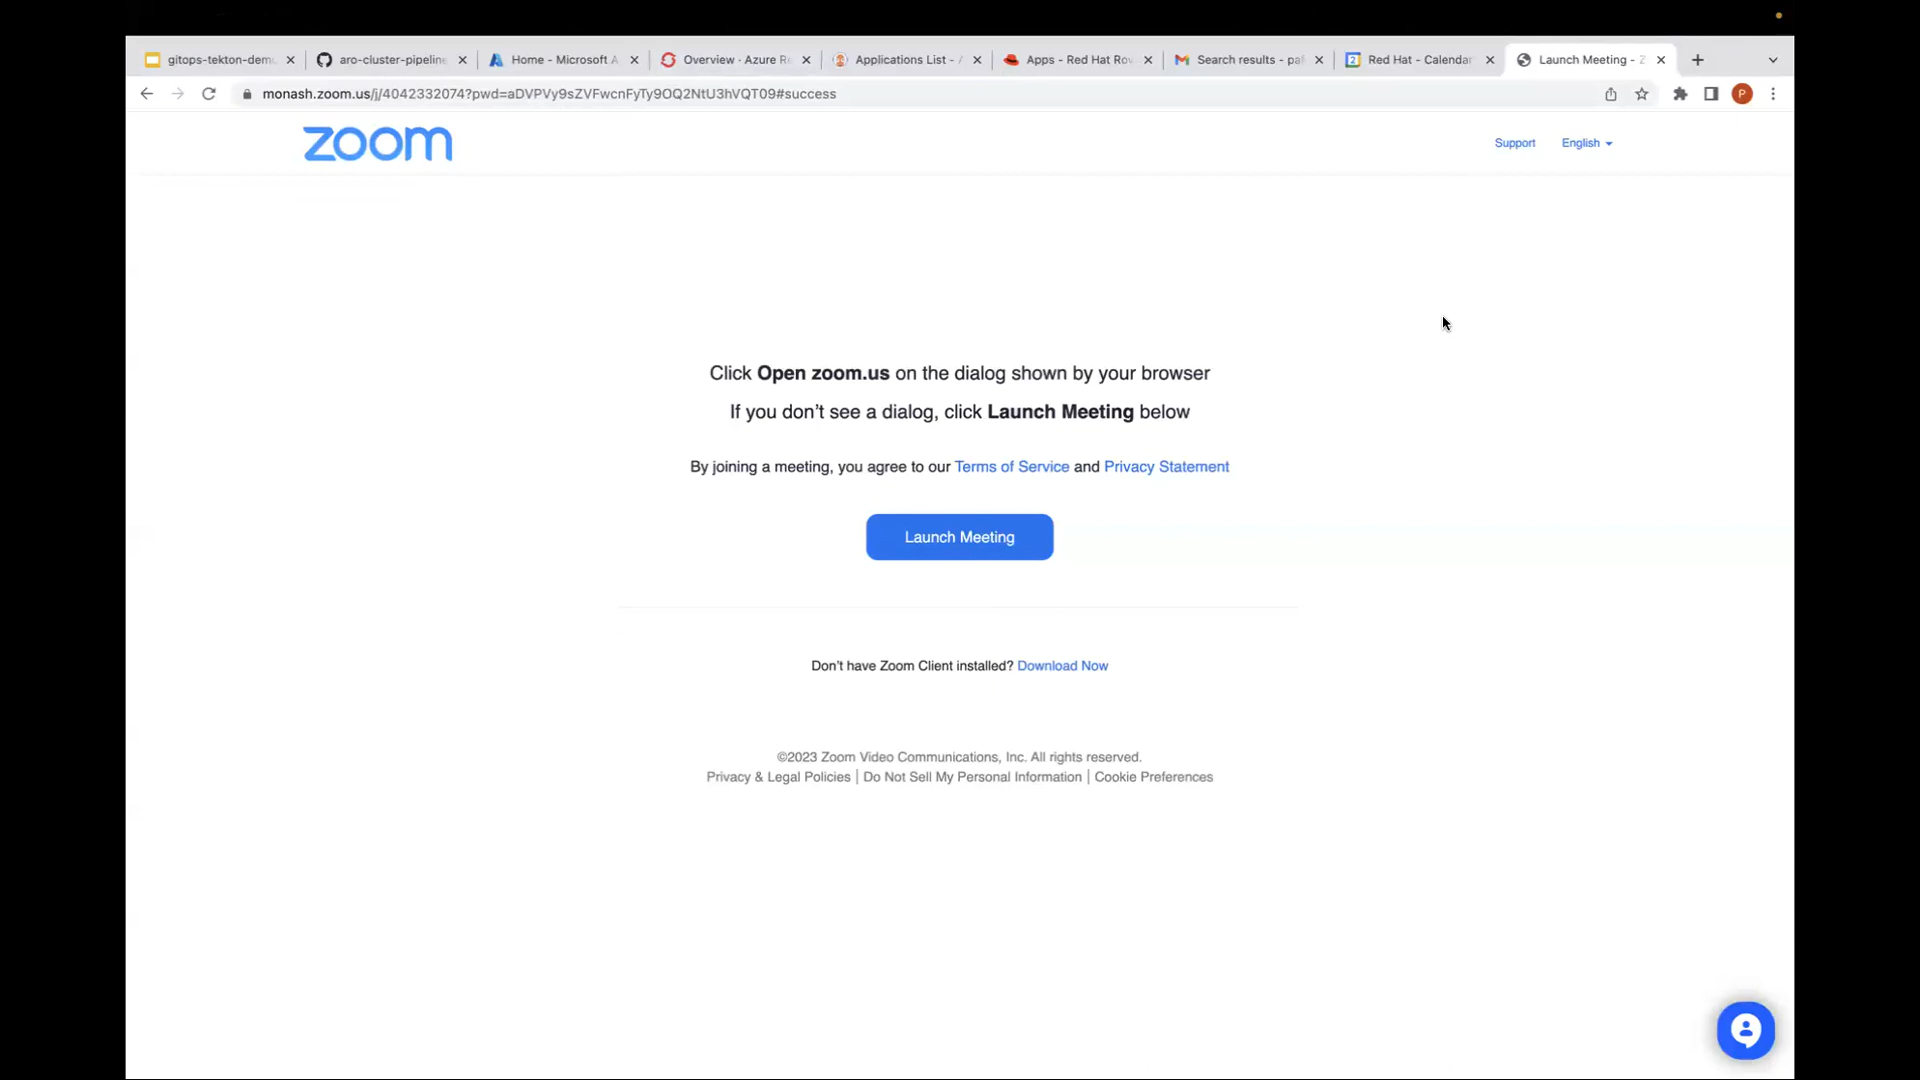 gitops-tekton-dem
aro-cluster-pipeline
Home - Microsoft A
Overview - Azure R
Applications List - A
Apps - Red Hat Rov
Search results - pa
Red Hat - Calenda
Launch Meeting - Z
monash.zoom.us/j/4042332074?pwd=aDVPVy9sZVFwcnFyTy9OQ2NtU3hVQT09#success
P
zoom
Support
English
Click Open zoom.us on the dialog shown by your browser
If you don’t see a dialog, click Launch Meeting below
By joining a meeting, you agree to our Terms of Service and Privacy Statement
Launch Meeting
Don’t have Zoom Client installed? Download Now
©2023 Zoom Video Communications, Inc. All rights reserved.
Privacy & Legal Policies | Do Not Sell My Personal Information | Cookie Preferences